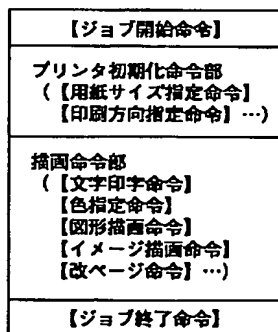 【ジョブ開始命令】
プリンタ初期化命令部
(【用紙サイズ指定命令】
【印刷方向指定命令】…)
描画命令部
(【文字印字命令】
【色指定命令】
【図形描画命令】
【イメージ描画命令】
【改ページ命令】…)
【ジョブ終了命令】